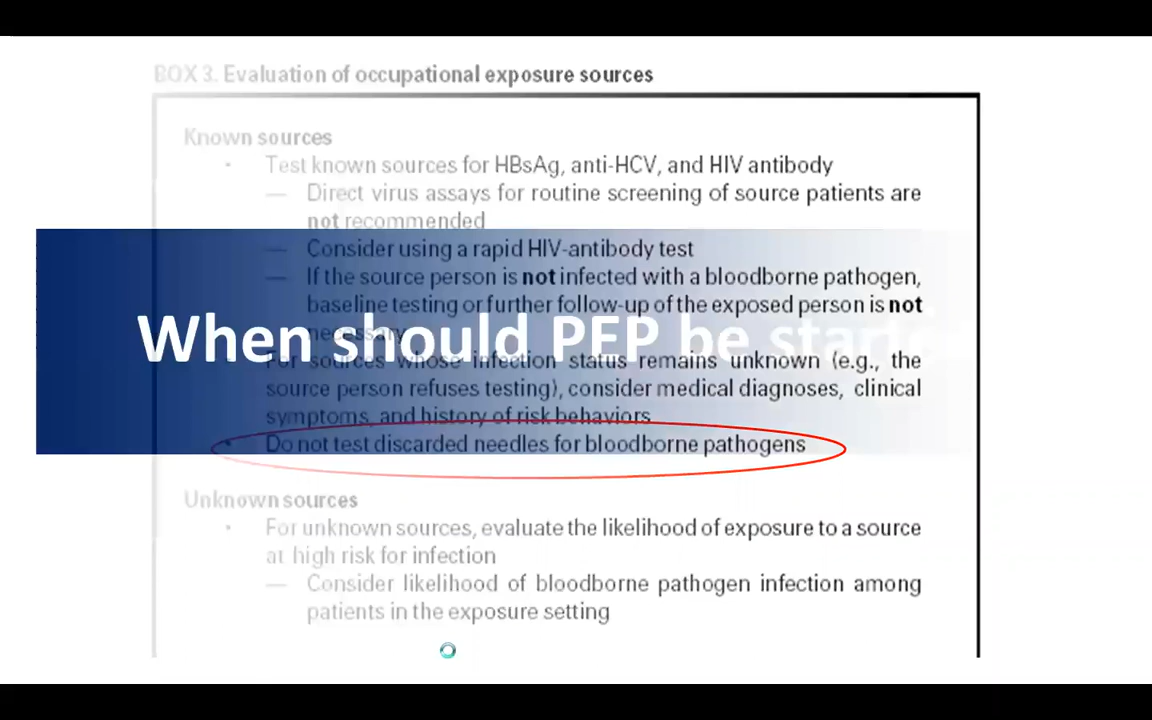 BOX 3. Evaluation of occupational exposure sources
Known sources
• Test known sources for HBsAg, anti-HCV, and HIV antibody
— Direct virus assays for routine screening of source patients are
not recommended
— Consider using a rapid HIV-antibody test
— If the source person is not infected with a bloodborne pathogen,
baseline testing or further follow-up of the exposed person is not
necessary
When should PEP be started
For sources whose infection status remains unknown (e.g., the
source person refuses testing), consider medical diagnoses, clinical
symptoms, and history of risk behaviors
• Do not test discarded needles for bloodborne pathogens
Unknown sources
• For unknown sources, evaluate the likelihood of exposure to a source
at high risk for infection
— Consider likelihood of bloodborne pathogen infection among
patients in the exposure setting